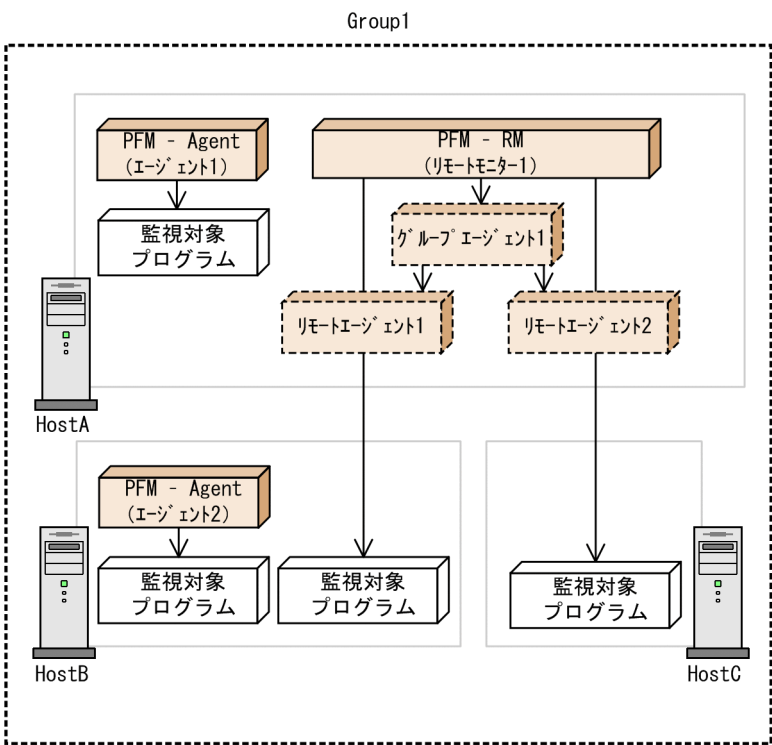 Group1
PFM - Agent
(ｴｰｼﾞｪﾝﾄ1)
PFM - RM
(ﾘﾓｰﾄﾓﾆﾀｰ1)
監視対象
プログラム
ｸﾞﾙｰﾌﾟｴｰｼﾞｪﾝﾄ1
ﾘﾓｰﾄｴｰｼﾞｪﾝﾄ1
ﾘﾓｰﾄｴｰｼﾞｪﾝﾄ2
HostA
PFM - Agent
(ｴｰｼﾞｪﾝﾄ2)
監視対象
プログラム
監視対象
プログラム
監視対象
プログラム
HostB
HostC